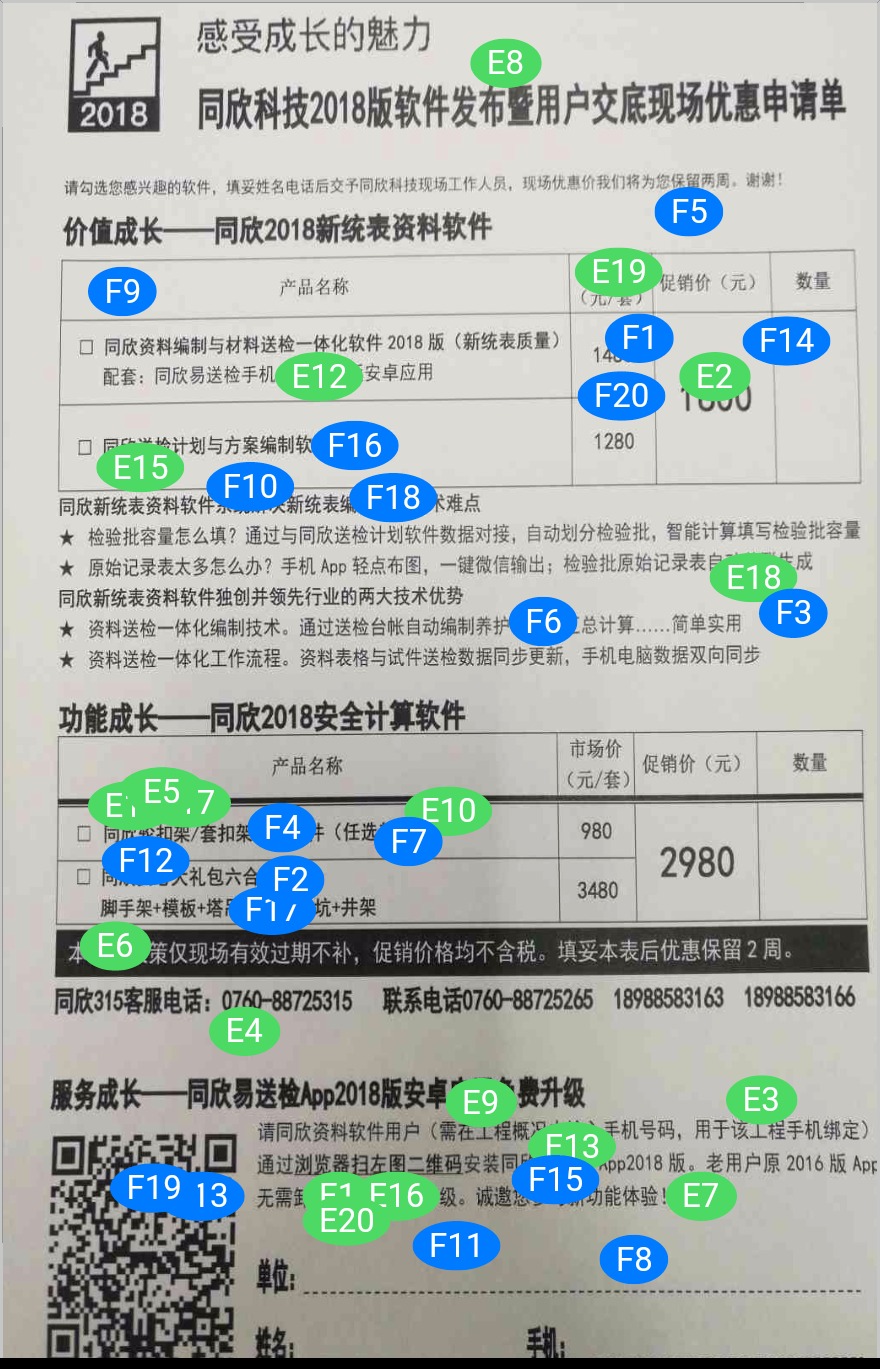 2018
感受成长的魅力
同欣科技2018版软件发布暨用户交底现场优惠申请单
请勾选您感兴趣的软件，填妥姓名电话后交予同欣科技现场工作人员，现场优惠价我们将为您保留两周。谢谢！
价值成长——同欣2018新统表资料软件
产品名称 （元/套） 促销价（元） 数量
□ 同欣资料编制与材料送检一体化软件 2018 版（新统表质量）
配套：同欣易送检手机 安卓应用
□ 同欣送检计划与方案编制软 1280
同欣新统表资料软件系统解决新统表编 术难点
★ 检验批容量怎么填？通过与同欣送检计划软件数据对接，自动划分检验批，智能计算填写检验批容量
★ 原始记录表太多怎么办？手机 App 轻点布图，一键微信输出；检验批原始记录表自 生成
同欣新统表资料软件独创并领先行业的两大技术优势
★ 资料送检一体化编制技术。通过送检台帐自动编制养护 汇总计算……简单实用
★ 资料送检一体化工作流程。资料表格与试件送检数据同步更新，手机电脑数据双向同步
功能成长——同欣2018安全计算软件
产品名称 市场价（元/套） 促销价（元） 数量
□ 同欣轮扣架/套扣架 件（任选 980 2980
□ 大礼包六合 3480
脚手架+模板+塔 坑+井架
本 策仅现场有效过期不补，促销价格均不含税。填妥本表后优惠保留 2 周。
同欣315客服电话：0760-88725315 联系电话0760-88725265 18988583163 18988583166
服务成长——同欣易送检App2018版安卓 免费升级
请同欣资料软件用户（需在工程概况 手机号码，用于该工程手机绑定）
通过浏览器扫左图二维码安装同欣 App2018 版。老用户原 2016 版 App
无需卸 级。诚邀您 新功能体验！
单位：
姓名： 手机：
E8
F5
E19
F9
F1
F14
E12
E2
F20
F16
E15
F10
F18
E18
F3
F6
E5
E10
F4
F7
F12
F2
F17
E6
E4
E9
E3
F13
F15
F19
13
E16
E7
E20
F11
F8